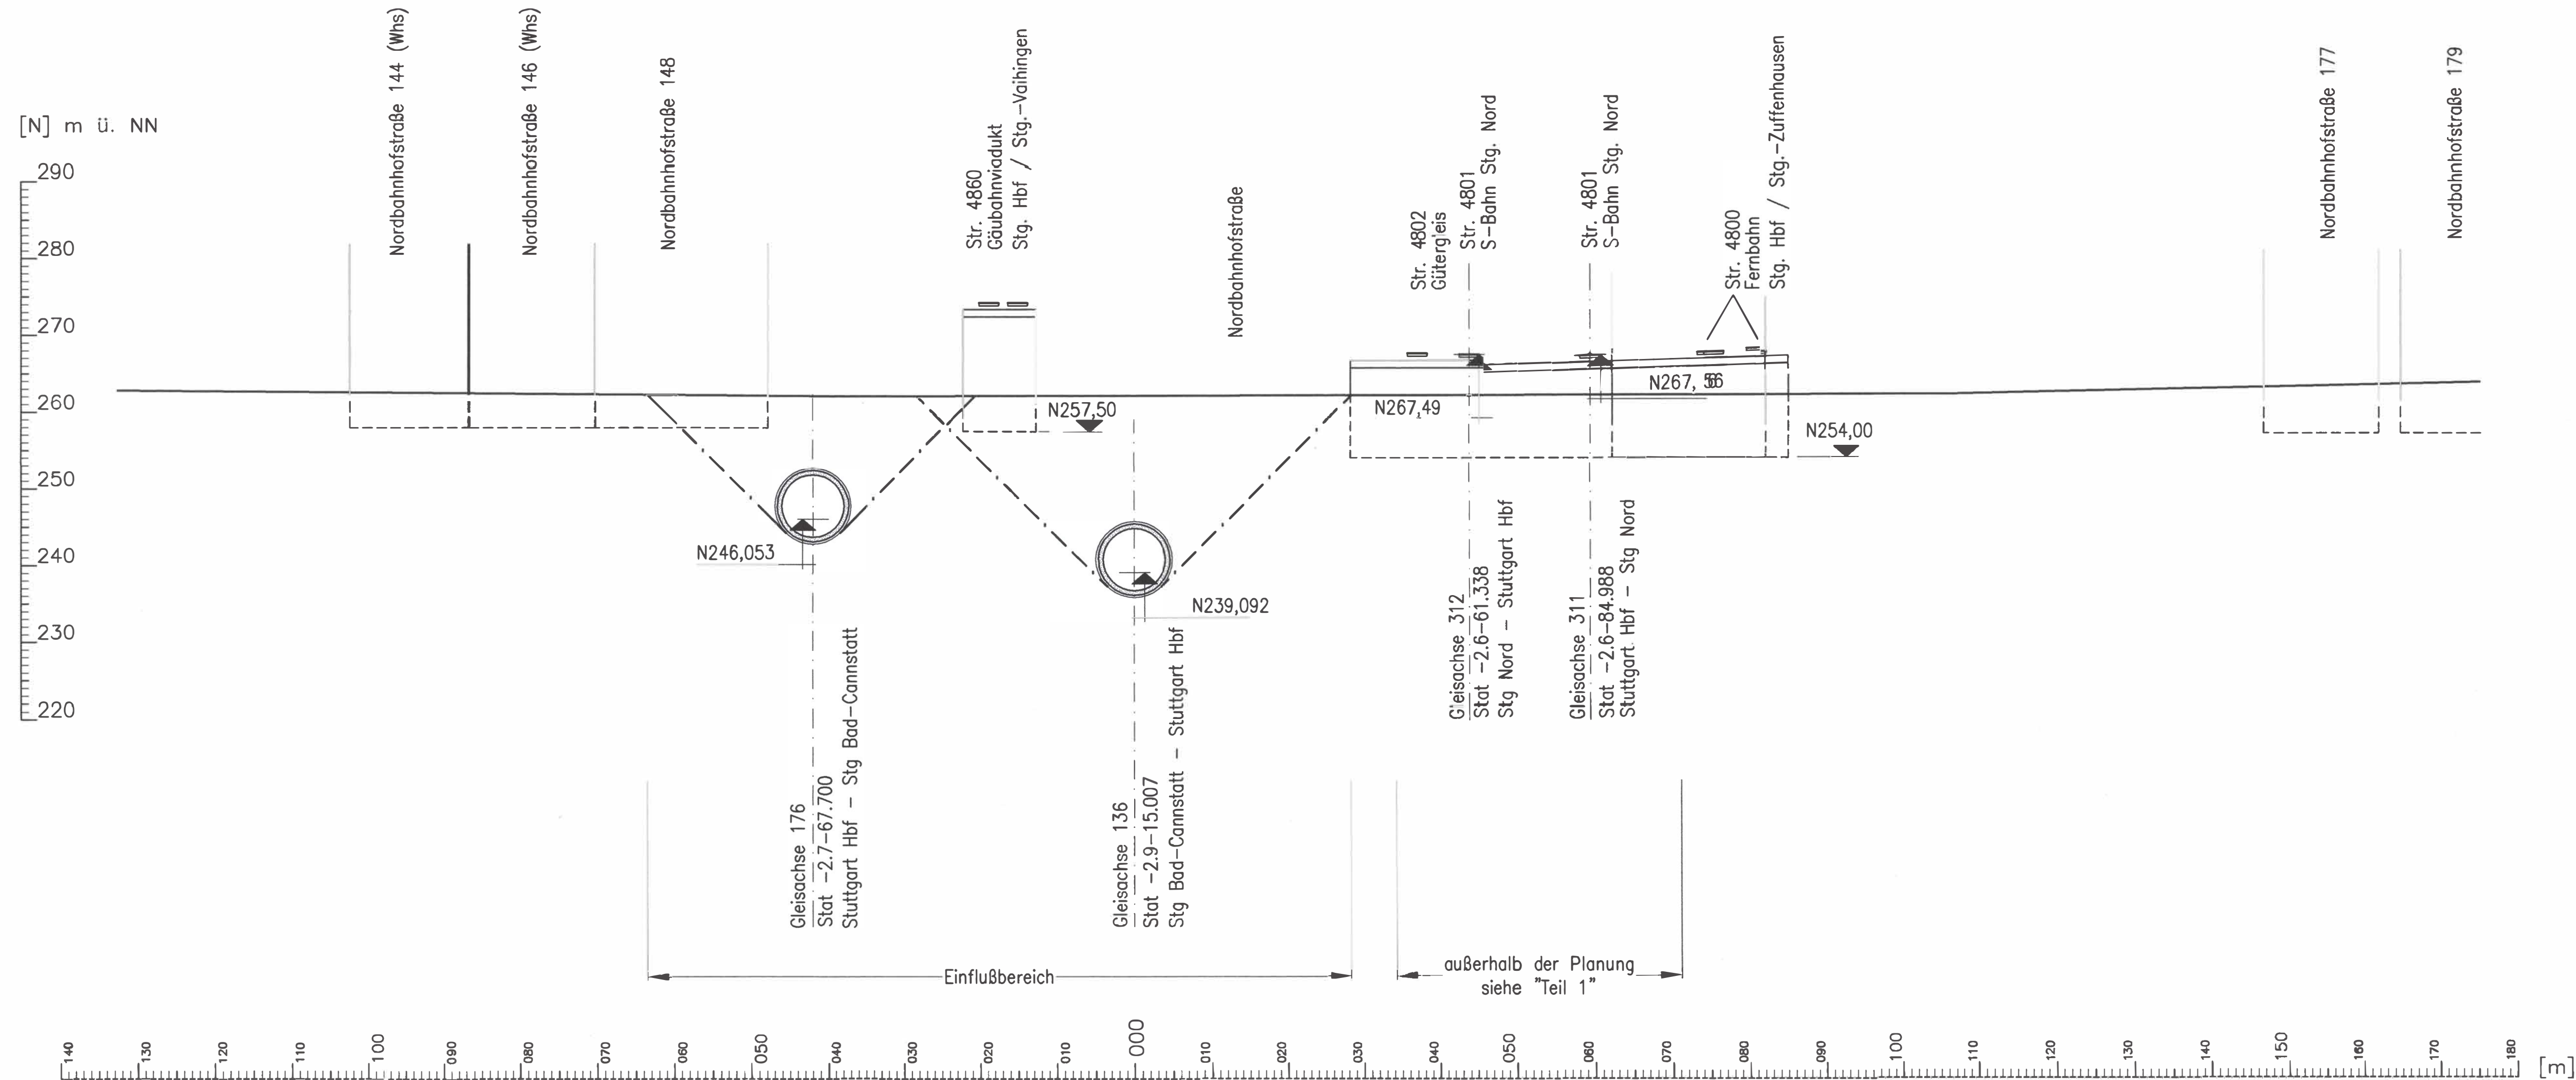 [N] m ü. NN
290
280
270
260
250
240
230
220
Nordbahnhofstraße 144 (Whs)
Nordbahnhofstraße 146 (Whs)
Nordbahnhofstraße 148
Str. 4860
Gäubahnviadukt
Stg. Hbf / Stg.-Vaihingen
Nordbahnhofstraße
Str. 4802
Gütergleis
Str. 4801
S-Bahn Stg. Nord
Str. 4801
S-Bahn Stg. Nord
Str. 4800
Fernbahn
Stg. Hbf / Stg.-Zuffenhausen
Nordbahnhofstraße 177
Nordbahnhofstraße 179
N257,50
N267,49
N254,00
N246,053
N239,092
Gleisachse 176
Stat -2.7-67.700
Stuttgart Hbf - Stg Bad-Cannstatt
Gleisachse 136
Stat -2.9-15.007
Stg Bad-Cannstatt - Stuttgart Hbf
Gleisachse 312
Stat -2.6-61.338
Stg Nord - Stuttgart Hbf
Gleisachse 311
Stat -2.6-84.988
Stuttgart Hbf - Stg Nord
Einflußbereich
außerhalb der Planung
siehe "Teil 1"
140 130 120 110 100 090 080 070 060 050 040 030 020 010 000 010 020 030 040 050 060 070 080 090 100 110 120 130 140 150 160 170 180 [m]